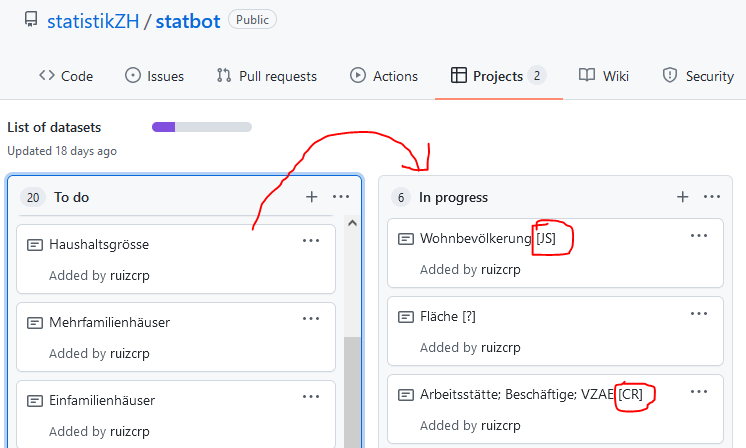 statistikZH / statbot Public
Code Issues Pull requests Actions Projects 2 Wiki Security
List of datasets
Updated 18 days ago
20 To do
Haushaltsgrösse
Added by ruizcrp
Mehrfamilienhäuser
Added by ruizcrp
Einfamilienhäuser
Added by ruizcrp
6 In progress
Wohnbevölkerung [JS]
Added by ruizcrp
Fläche [?]
Added by ruizcrp
Arbeitsstätte; Beschäftige; VZAE [CR]
Added by ruizcrp